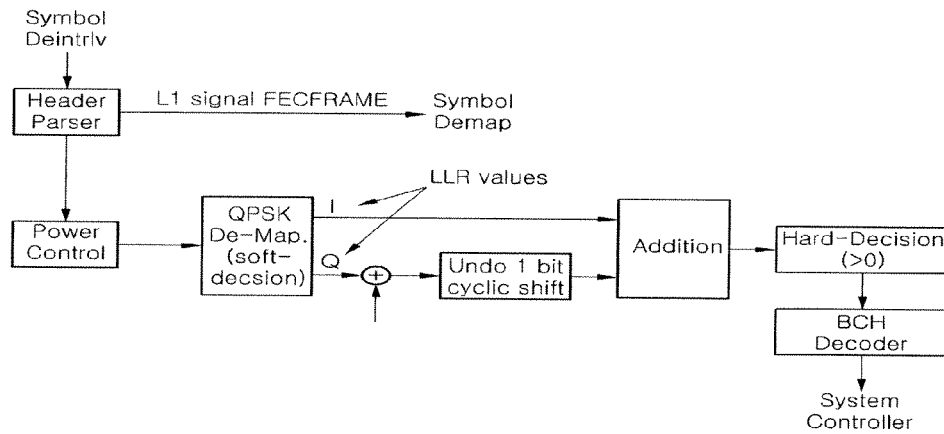 Symbol
Deintrlv
Header
Parser
L1 signal FECFRAME
Symbol
Demap
LLR values
Power
Control
QPSK
De-Map.
(soft-
decsion)
I
Q
Undo 1 bit
cyclic shift
Addition
Hard-Decision
(>0)
BCH
Decoder
System
Controller